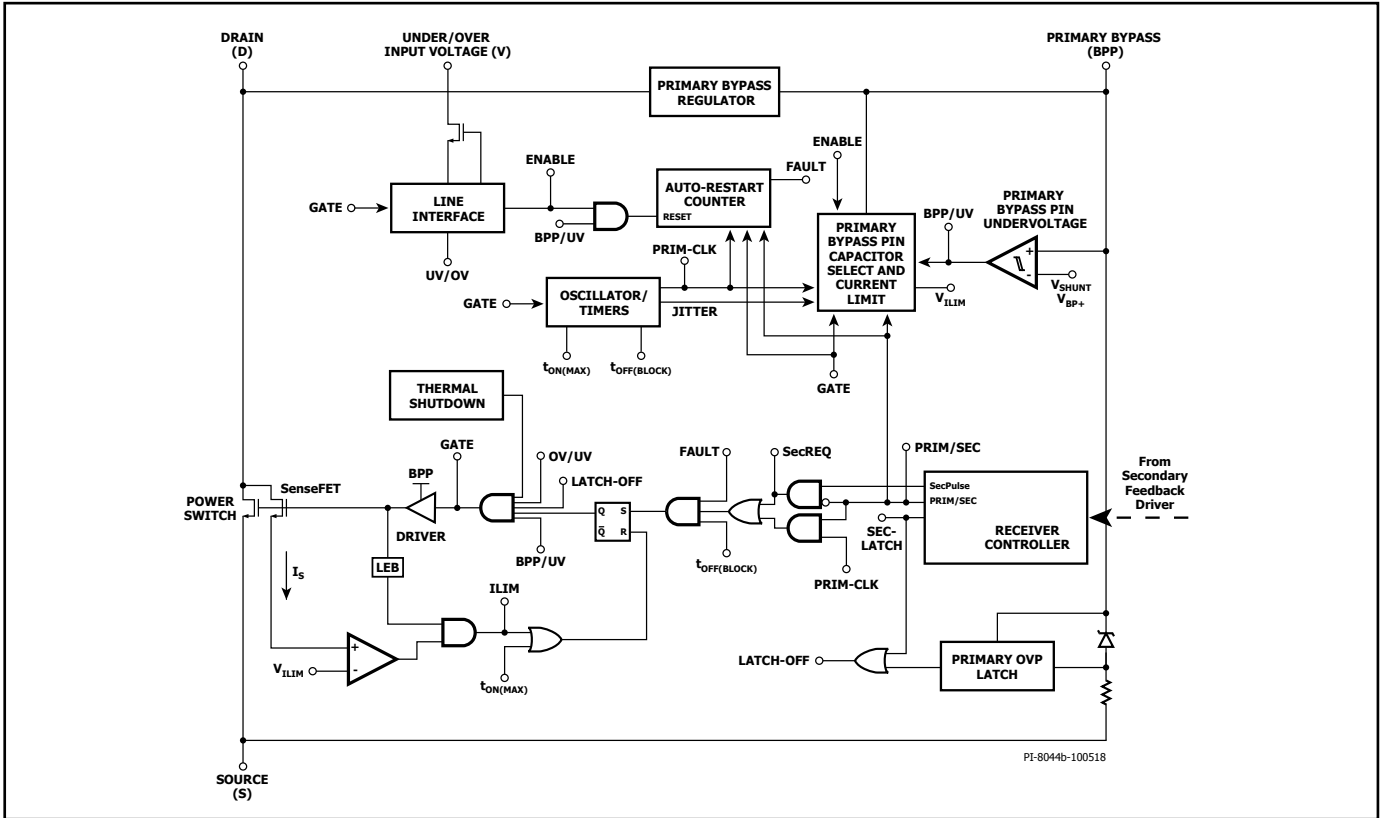 DRAIN
(D)
UNDER/OVER
INPUT VOLTAGE (V)
PRIMARY BYPASS
(BPP)
PRIMARY BYPASS
REGULATOR
ENABLE
ENABLE
FAULT
AUTO-RESTART
COUNTER
RESET
GATE
LINE
INTERFACE
BPP/UV
UV/OV
PRIMARY
BYPASS PIN
UNDERVOLTAGE
BPP/UV
PRIMARY
BYPASS PIN
CAPACITOR
SELECT AND
CURRENT
LIMIT
+
-
VSHUNT
VBP+
VILIM
PRIM-CLK
GATE
OSCILLATOR/
TIMERS
JITTER
tON(MAX)
tOFF(BLOCK)
GATE
THERMAL
SHUTDOWN
GATE
BPP
OV/UV
LATCH-OFF
FAULT
SecREQ
PRIM/SEC
From
Secondary
Feedback
Driver
POWER
SWITCH
SenseFET
DRIVER
Q
S
Q̅
R
BPP/UV
tOFF(BLOCK)
SecPulse
PRIM/SEC
SEC-
LATCH
RECEIVER
CONTROLLER
PRIM-CLK
IS
LEB
ILIM
+
-
VILIM
tON(MAX)
LATCH-OFF
PRIMARY OVP
LATCH
SOURCE
(S)
PI-8044b-100518